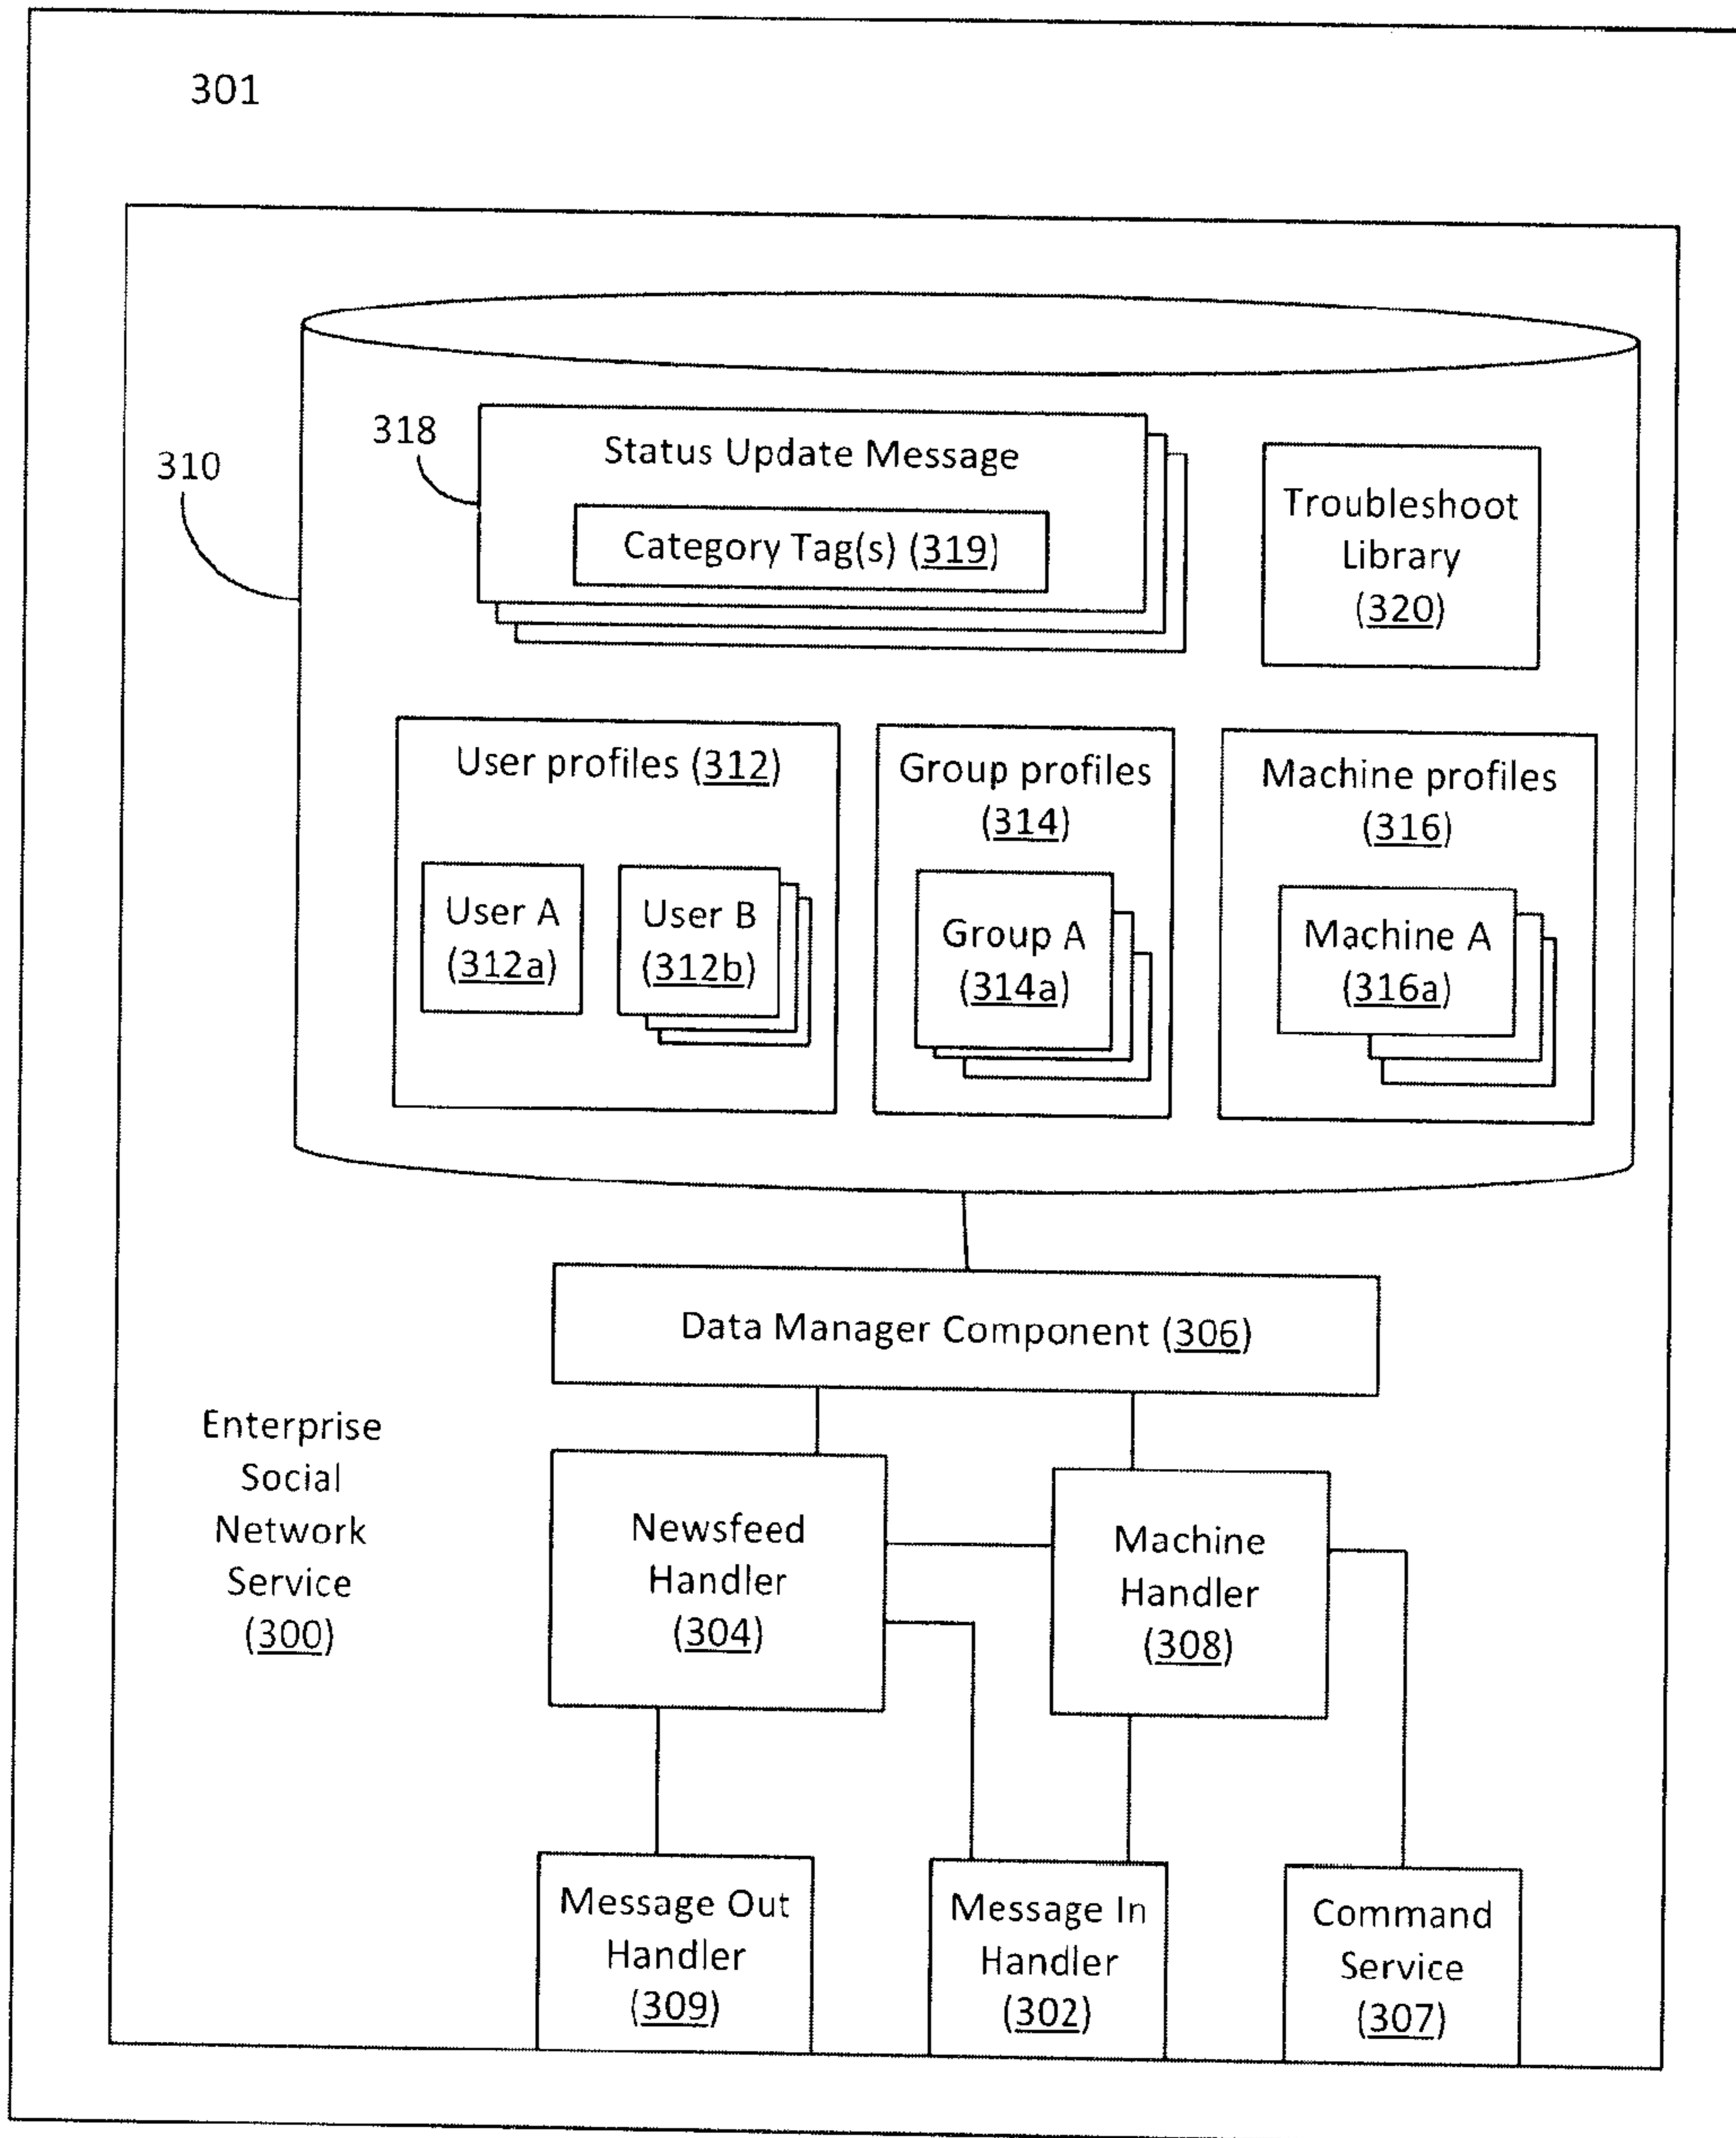 301
310
318
Status Update Message
Category Tag(s) (319)
Troubleshoot
Library
(320)
User profiles (312)
User A
(312a)
User B
(312b)
Group profiles
(314)
Group A
(314a)
Machine profiles
(316)
Machine A
(316a)
Data Manager Component (306)
Enterprise
Social
Network
Service
(300)
Newsfeed
Handler
(304)
Machine
Handler
(308)
Message Out
Handler
(309)
Message In
Handler
(302)
Command
Service
(307)